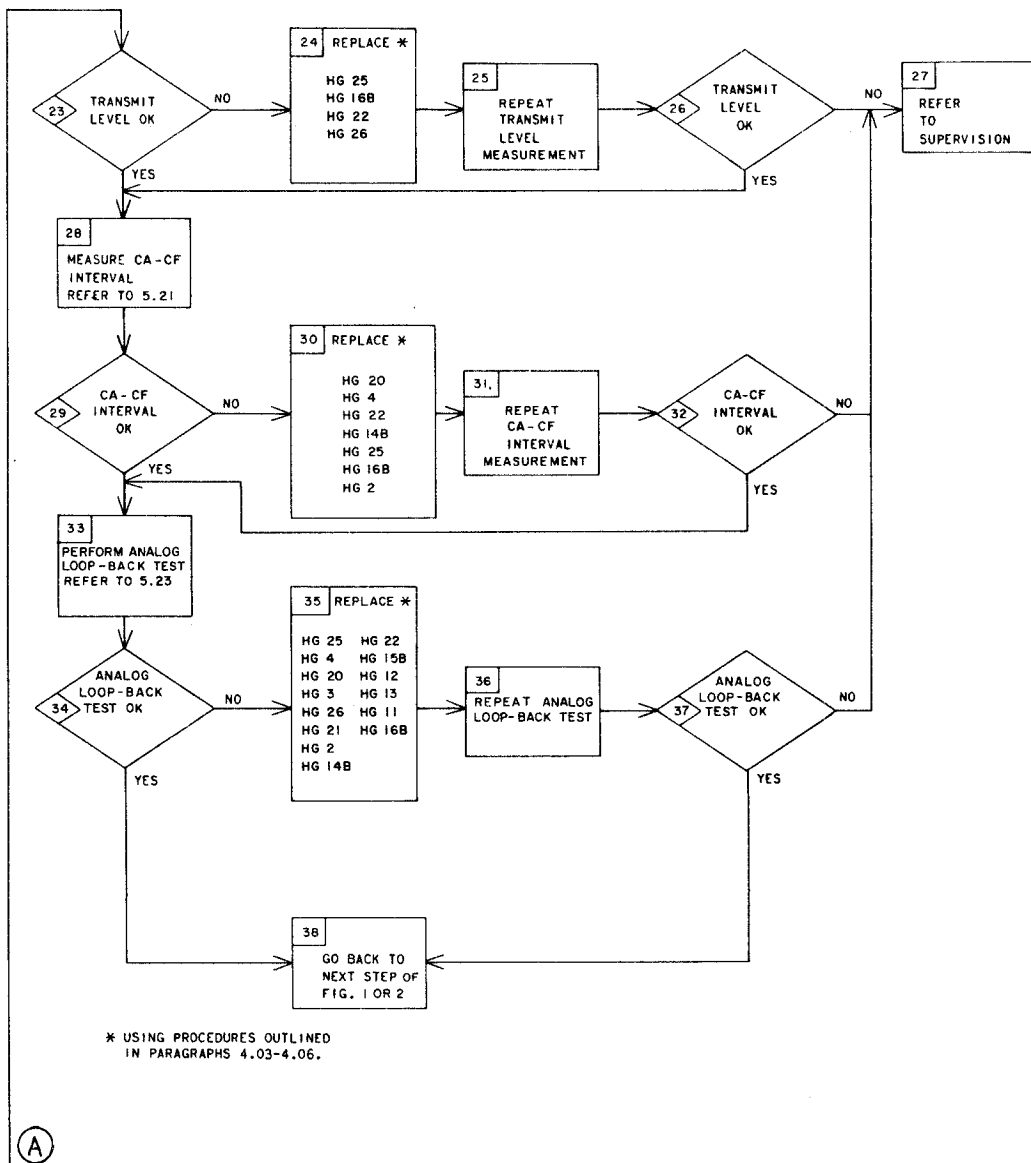 23
TRANSMIT
LEVEL OK
NO
YES
24 REPLACE *
HG 25
HG 16B
HG 22
HG 26
25
REPEAT
TRANSMIT
LEVEL
MEASUREMENT
26
TRANSMIT
LEVEL
OK
NO
YES
27
REFER
TO
SUPERVISION
28
MEASURE CA-CF
INTERVAL
REFER TO 5.21
29
CA-CF
INTERVAL
OK
NO
YES
30 REPLACE *
HG 20
HG 4
HG 22
HG 14B
HG 25
HG 16B
HG 2
31.
REPEAT
CA-CF
INTERVAL
MEASUREMENT
32
CA-CF
INTERVAL
OK
NO
YES
33
PERFORM ANALOG
LOOP-BACK TEST
REFER TO 5.23
34
ANALOG
LOOP-BACK
TEST OK
NO
YES
35 REPLACE *
HG 25 HG 22
HG 4 HG 15B
HG 20 HG 12
HG 3 HG 13
HG 26 HG 11
HG 21 HG 16B
HG 2
HG 14B
36
REPEAT ANALOG
LOOP-BACK TEST
37
ANALOG
LOOP-BACK
TEST OK
NO
YES
38
GO BACK TO
NEXT STEP OF
FIG. 1 OR 2
* USING PROCEDURES OUTLINED
IN PARAGRAPHS 4.03-4.06.
A